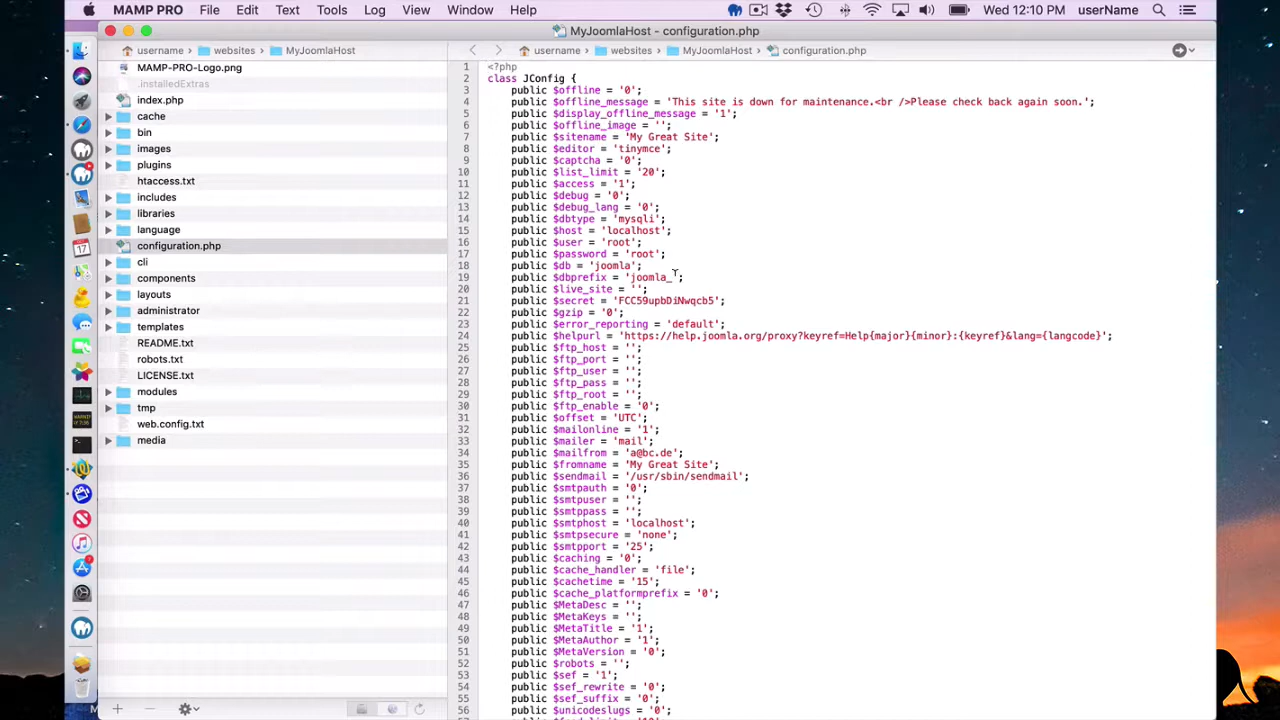 MAMP PRO File Edit Text Tools Log View Window Help Wed 12:10 PM userName
MyJoomlaHost - configuration.php
username websites MyJoomlaHost
username websites MyJoomlaHost configuration.php
MAMP-PRO-Logo.png
.installedExtras
index.php
cache
bin
images
plugins
htaccess.txt
includes
libraries
language
configuration.php
cli
components
layouts
administrator
templates
README.txt
robots.txt
LICENSE.txt
modules
tmp
web.config.txt
media
1 <?php
2 class JConfig {
3 public $offline = '0';
4 public $offline_message = 'This site is down for maintenance.<br />Please check back again soon.';
5 public $display_offline_message = '1';
6 public $offline_image = '';
7 public $sitename = 'My Great Site';
8 public $editor = 'tinymce';
9 public $captcha = '0';
10 public $list_limit = '20';
11 public $access = '1';
12 public $debug = '0';
13 public $debug_lang = '0';
14 public $dbtype = 'mysqli';
15 public $host = 'localhost';
16 public $user = 'root';
17 public $password = 'root';
18 public $db = 'joomla';
19 public $dbprefix = 'joomla_';
20 public $live_site = '';
21 public $secret = 'FCC59upbDiNwqcb5';
22 public $gzip = '0';
23 public $error_reporting = 'default';
24 public $helpurl = 'https://help.joomla.org/proxy?keyref=Help{major}{minor}:{keyref}&lang={langcode}';
25 public $ftp_host = '';
26 public $ftp_port = '';
27 public $ftp_user = '';
28 public $ftp_pass = '';
29 public $ftp_root = '';
30 public $ftp_enable = '0';
31 public $offset = 'UTC';
32 public $mailonline = '1';
33 public $mailer = 'mail';
34 public $mailfrom = 'a@bc.de';
35 public $fromname = 'My Great Site';
36 public $sendmail = '/usr/sbin/sendmail';
37 public $smtpauth = '0';
38 public $smtpuser = '';
39 public $smtppass = '';
40 public $smtphost = 'localhost';
41 public $smtpsecure = 'none';
42 public $smtpport = '25';
43 public $caching = '0';
44 public $cache_handler = 'file';
45 public $cachetime = '15';
46 public $cache_platformprefix = '0';
47 public $MetaDesc = '';
48 public $MetaKeys = '';
49 public $MetaTitle = '1';
50 public $MetaAuthor = '1';
51 public $MetaVersion = '0';
52 public $robots = '';
53 public $sef = '1';
54 public $sef_rewrite = '0';
55 public $sef_suffix = '0';
56 public $unicodeslugs = '0';